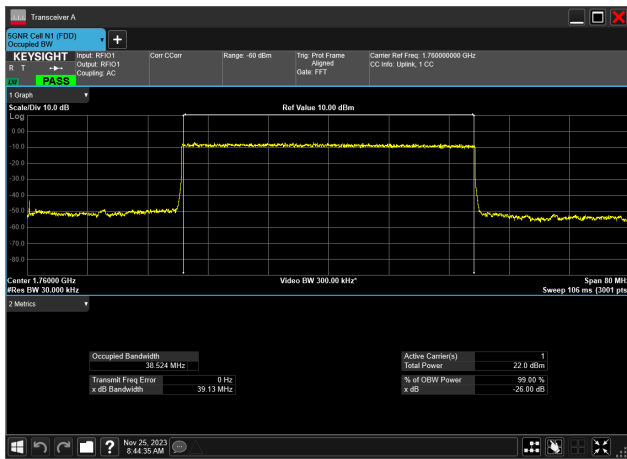 Transceiver A
5GNR Cell N1 (FDD)
Occupied BW
KEYSIGHT
R T
LNI
PASS
Input: RFIO1
Output: RFIO1
Coupling: AC
Corr CCorr
Range: -60 dBm
Trig: Prot Frame
Aligned
Gate: FFT
Carrier Ref Freq: 1.760000000 GHz
CC Info: Uplink, 1 CC
1 Graph
Scale/Div 10.0 dB
Ref Value 10.00 dBm
Log
0.00
-10.0
-20.0
-30.0
-40.0
-50.0
-60.0
-70.0
-80.0
Center 1.76000 GHz
Video BW 300.00 kHz*
Span 80 MH
#Res BW 30.000 kHz
Sweep 106 ms (3001 pts
2 Metrics
Occupied Bandwidth
38.524 MHz
Transmit Freq Error 0 Hz
x dB Bandwidth 39.13 MHz
Active Carrier(s) 1
Total Power 22.0 dBm
% of OBW Power 99.00 %
x dB -26.00 dB
Nov 25, 2023
8:44:35 AM